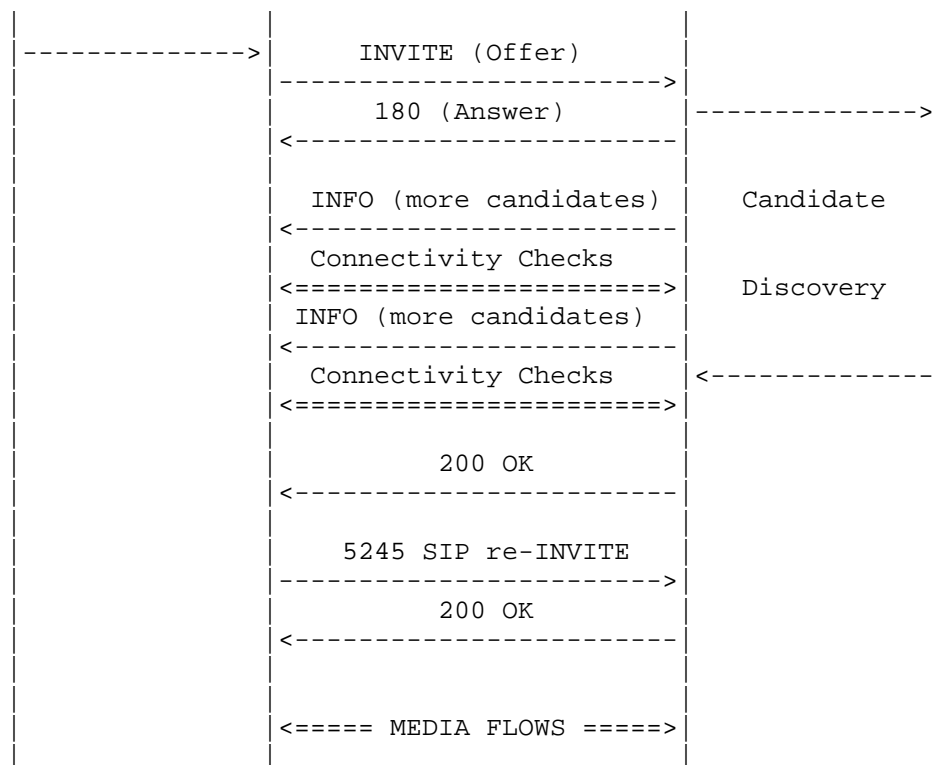 INVITE (Offer)
180 (Answer)
INFO (more candidates) Candidate
Connectivity Checks
Discovery
INFO (more candidates)
Connectivity Checks
200 OK
5245 SIP re-INVITE
200 OK
<===== MEDIA FLOWS =====>